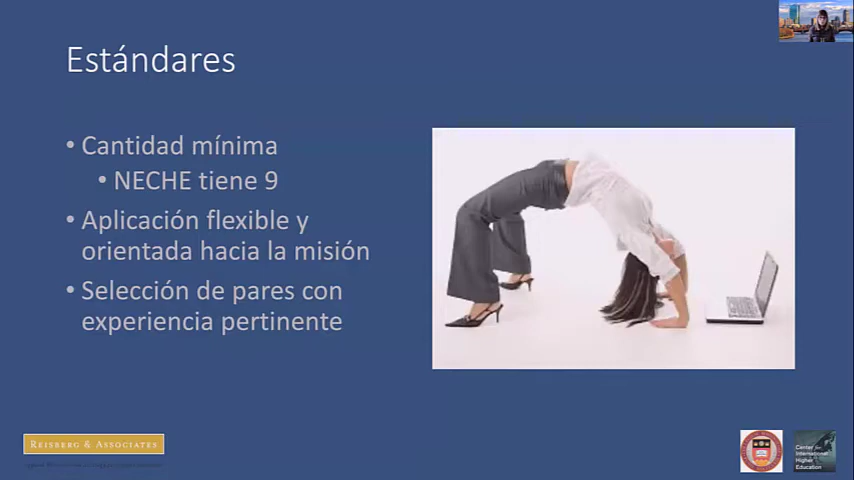 Estándares
• Cantidad mínima
• NECHE tiene 9
• Aplicación flexible y
orientada hacia la misión
• Selección de pares con
experiencia pertinente
REISBERG & ASSOCIATES
Center for
International
Higher
Education